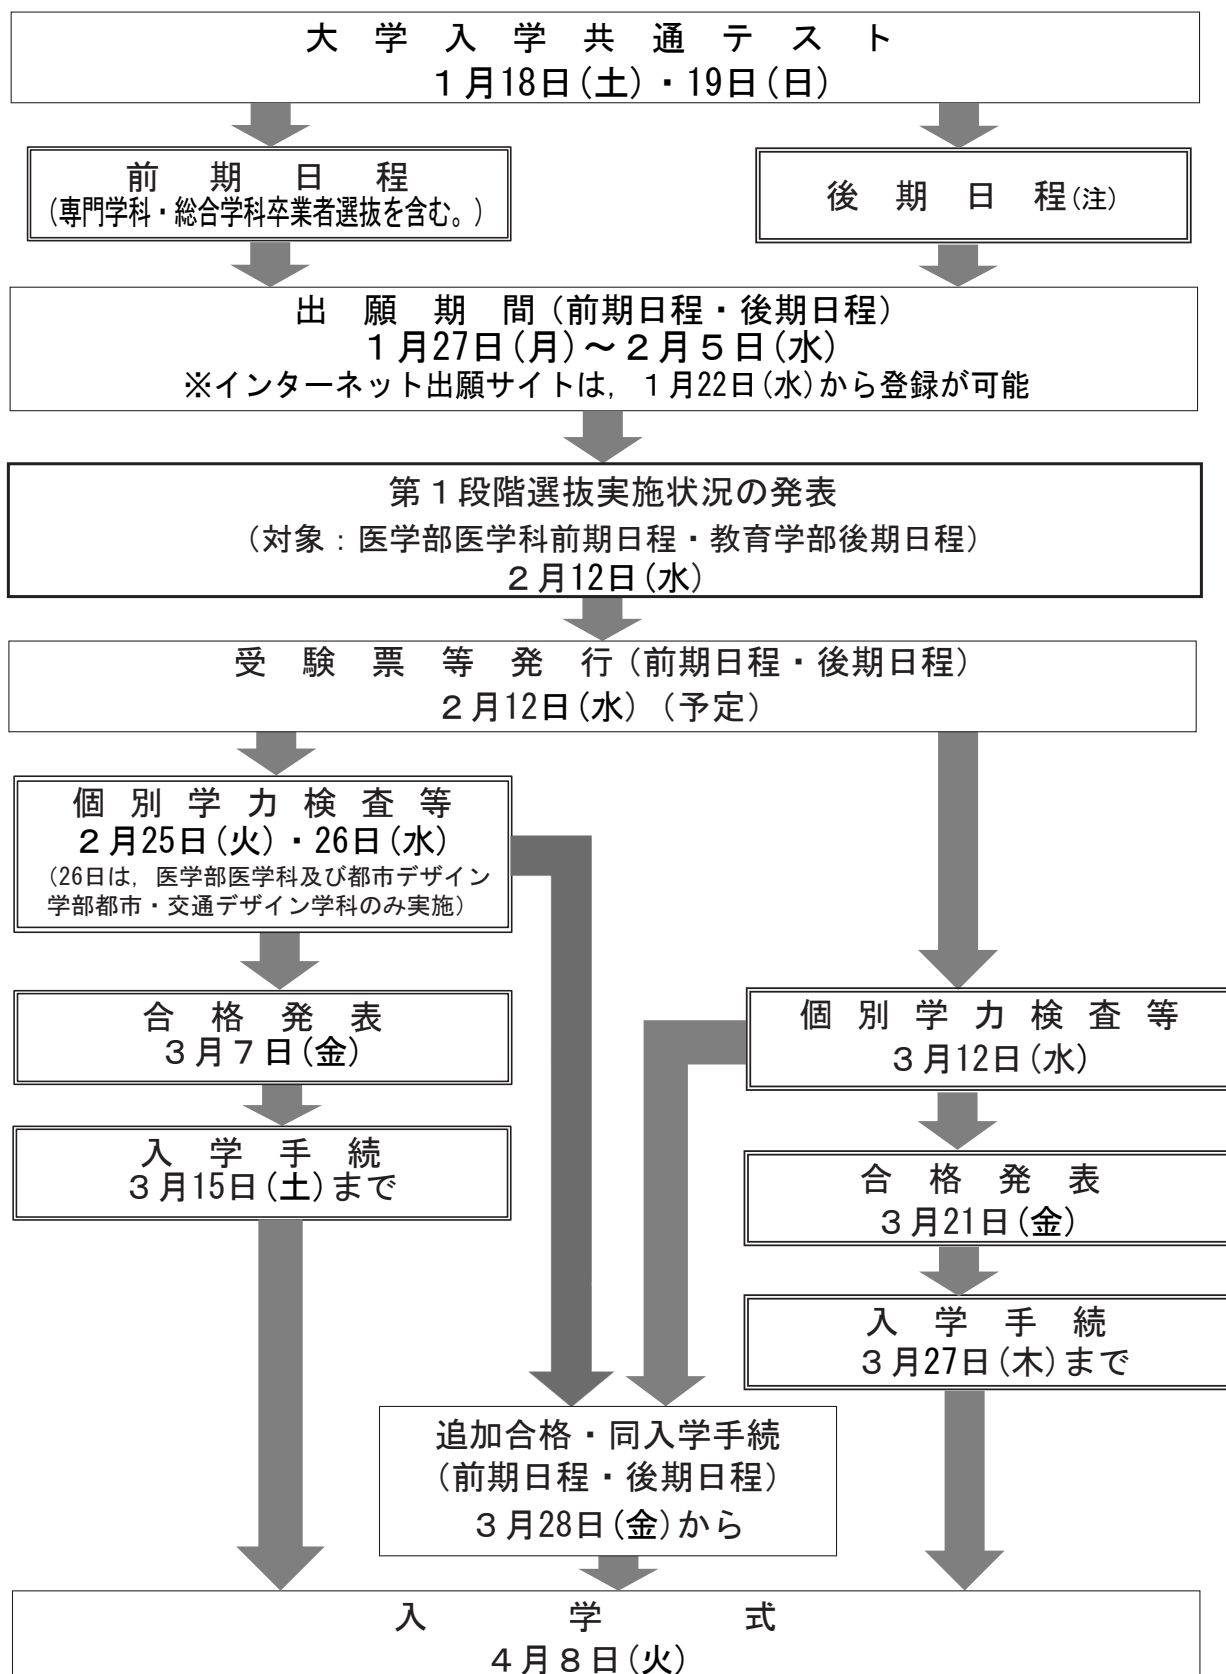 大学入学共通テスト
1月18日(土)・19日(日)
前期日程
(専門学科・総合学科卒業者選抜を含む。)
後期日程(注)
出願期間(前期日程・後期日程)
1月27日(月)～2月5日(水)
※インターネット出願サイトは，1月22日(水)から登録が可能
第1段階選抜実施状況の発表
(対象：医学部医学科前期日程・教育学部後期日程)
2月12日(水)
受験票等発行(前期日程・後期日程)
2月12日(水)(予定)
個別学力検査等
2月25日(火)・26日(水)
(26日は，医学部医学科及び都市デザイン
学部都市・交通デザイン学科のみ実施)
合格発表
3月7日(金)
入学手続
3月15日(土)まで
個別学力検査等
3月12日(水)
合格発表
3月21日(金)
入学手続
3月27日(木)まで
追加合格・同入学手続
(前期日程・後期日程)
3月28日(金)から
入学式
4月8日(火)